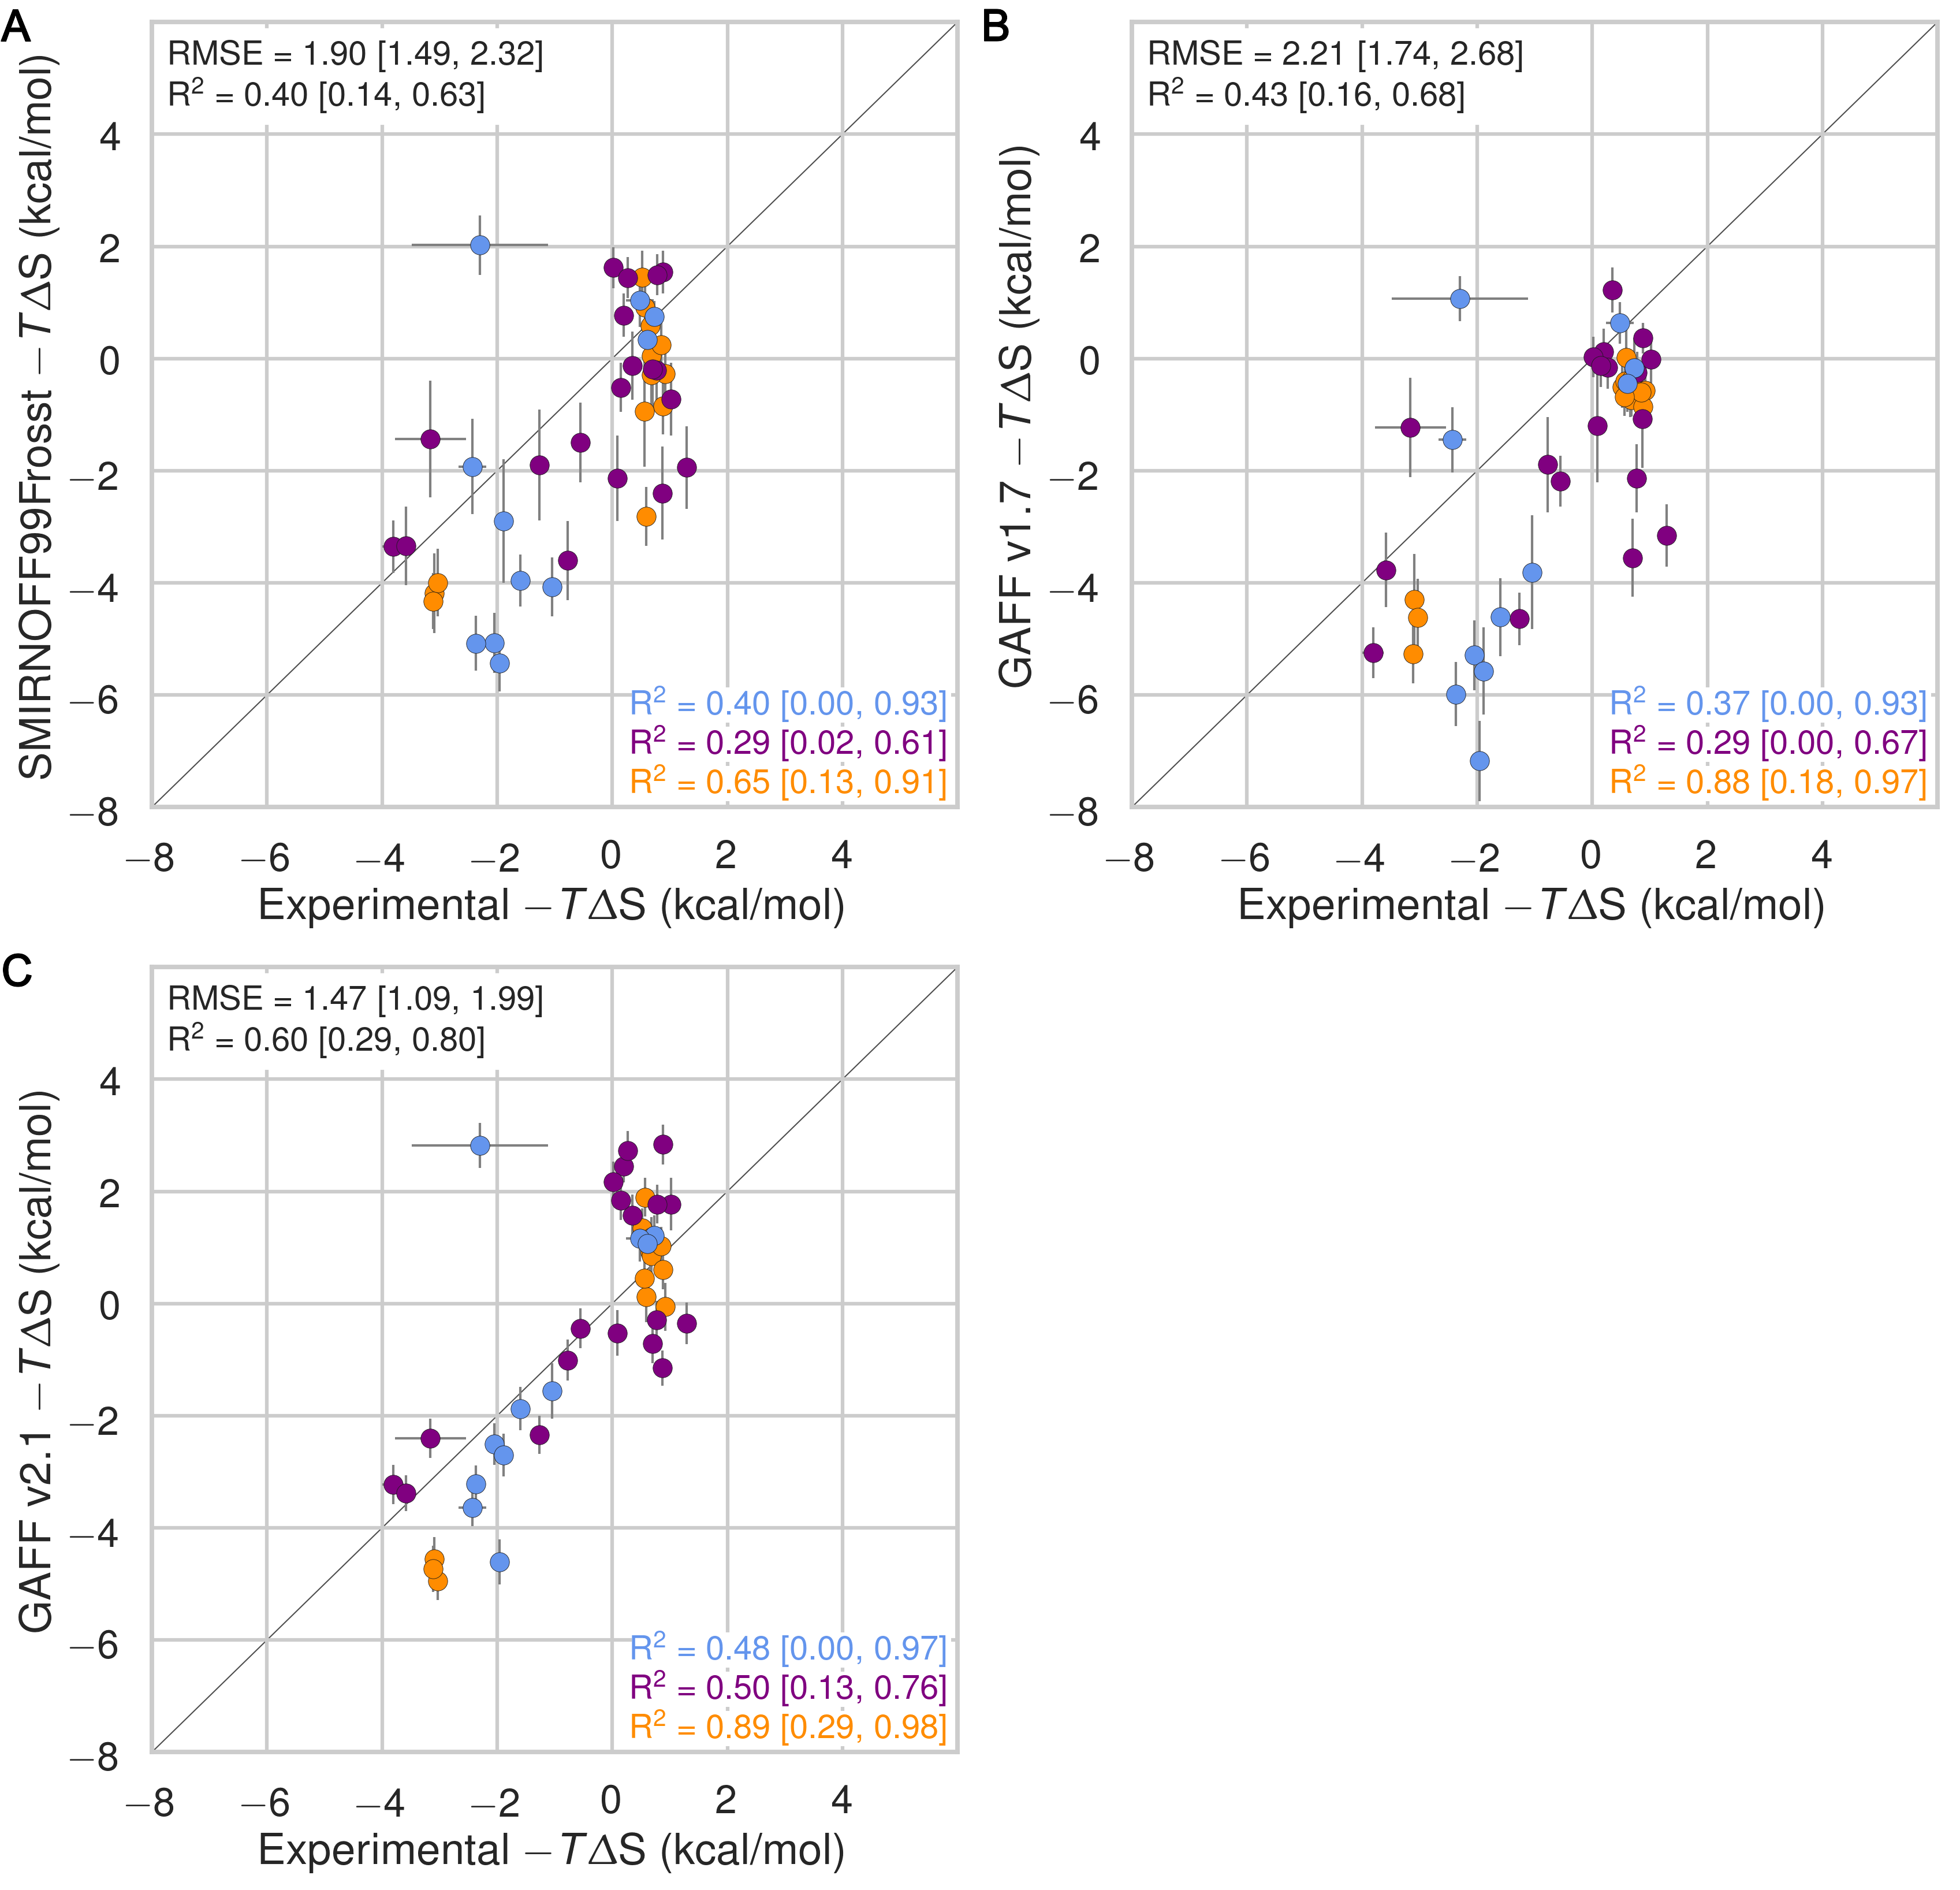 A
RMSE = 1.90 [1.49, 2.32]
R² = 0.40 [0.14, 0.63]
SMIRNOFF99Frosst −TΔS (kcal/mol)
4
2
0
−2
−4
−6
−8
R² = 0.40 [0.00, 0.93]
R² = 0.29 [0.02, 0.61]
R² = 0.65 [0.13, 0.91]
−8 −6 −4 −2 0 2 4
Experimental −TΔS (kcal/mol)
B
RMSE = 2.21 [1.74, 2.68]
R² = 0.43 [0.16, 0.68]
GAFF v1.7 −TΔS (kcal/mol)
4
2
0
−2
−4
−6
−8
R² = 0.37 [0.00, 0.93]
R² = 0.29 [0.00, 0.67]
R² = 0.88 [0.18, 0.97]
−8 −6 −4 −2 0 2 4
Experimental −TΔS (kcal/mol)
C
RMSE = 1.47 [1.09, 1.99]
R² = 0.60 [0.29, 0.80]
GAFF v2.1 −TΔS (kcal/mol)
4
2
0
−2
−4
−6
−8
R² = 0.48 [0.00, 0.97]
R² = 0.50 [0.13, 0.76]
R² = 0.89 [0.29, 0.98]
−8 −6 −4 −2 0 2 4
Experimental −TΔS (kcal/mol)